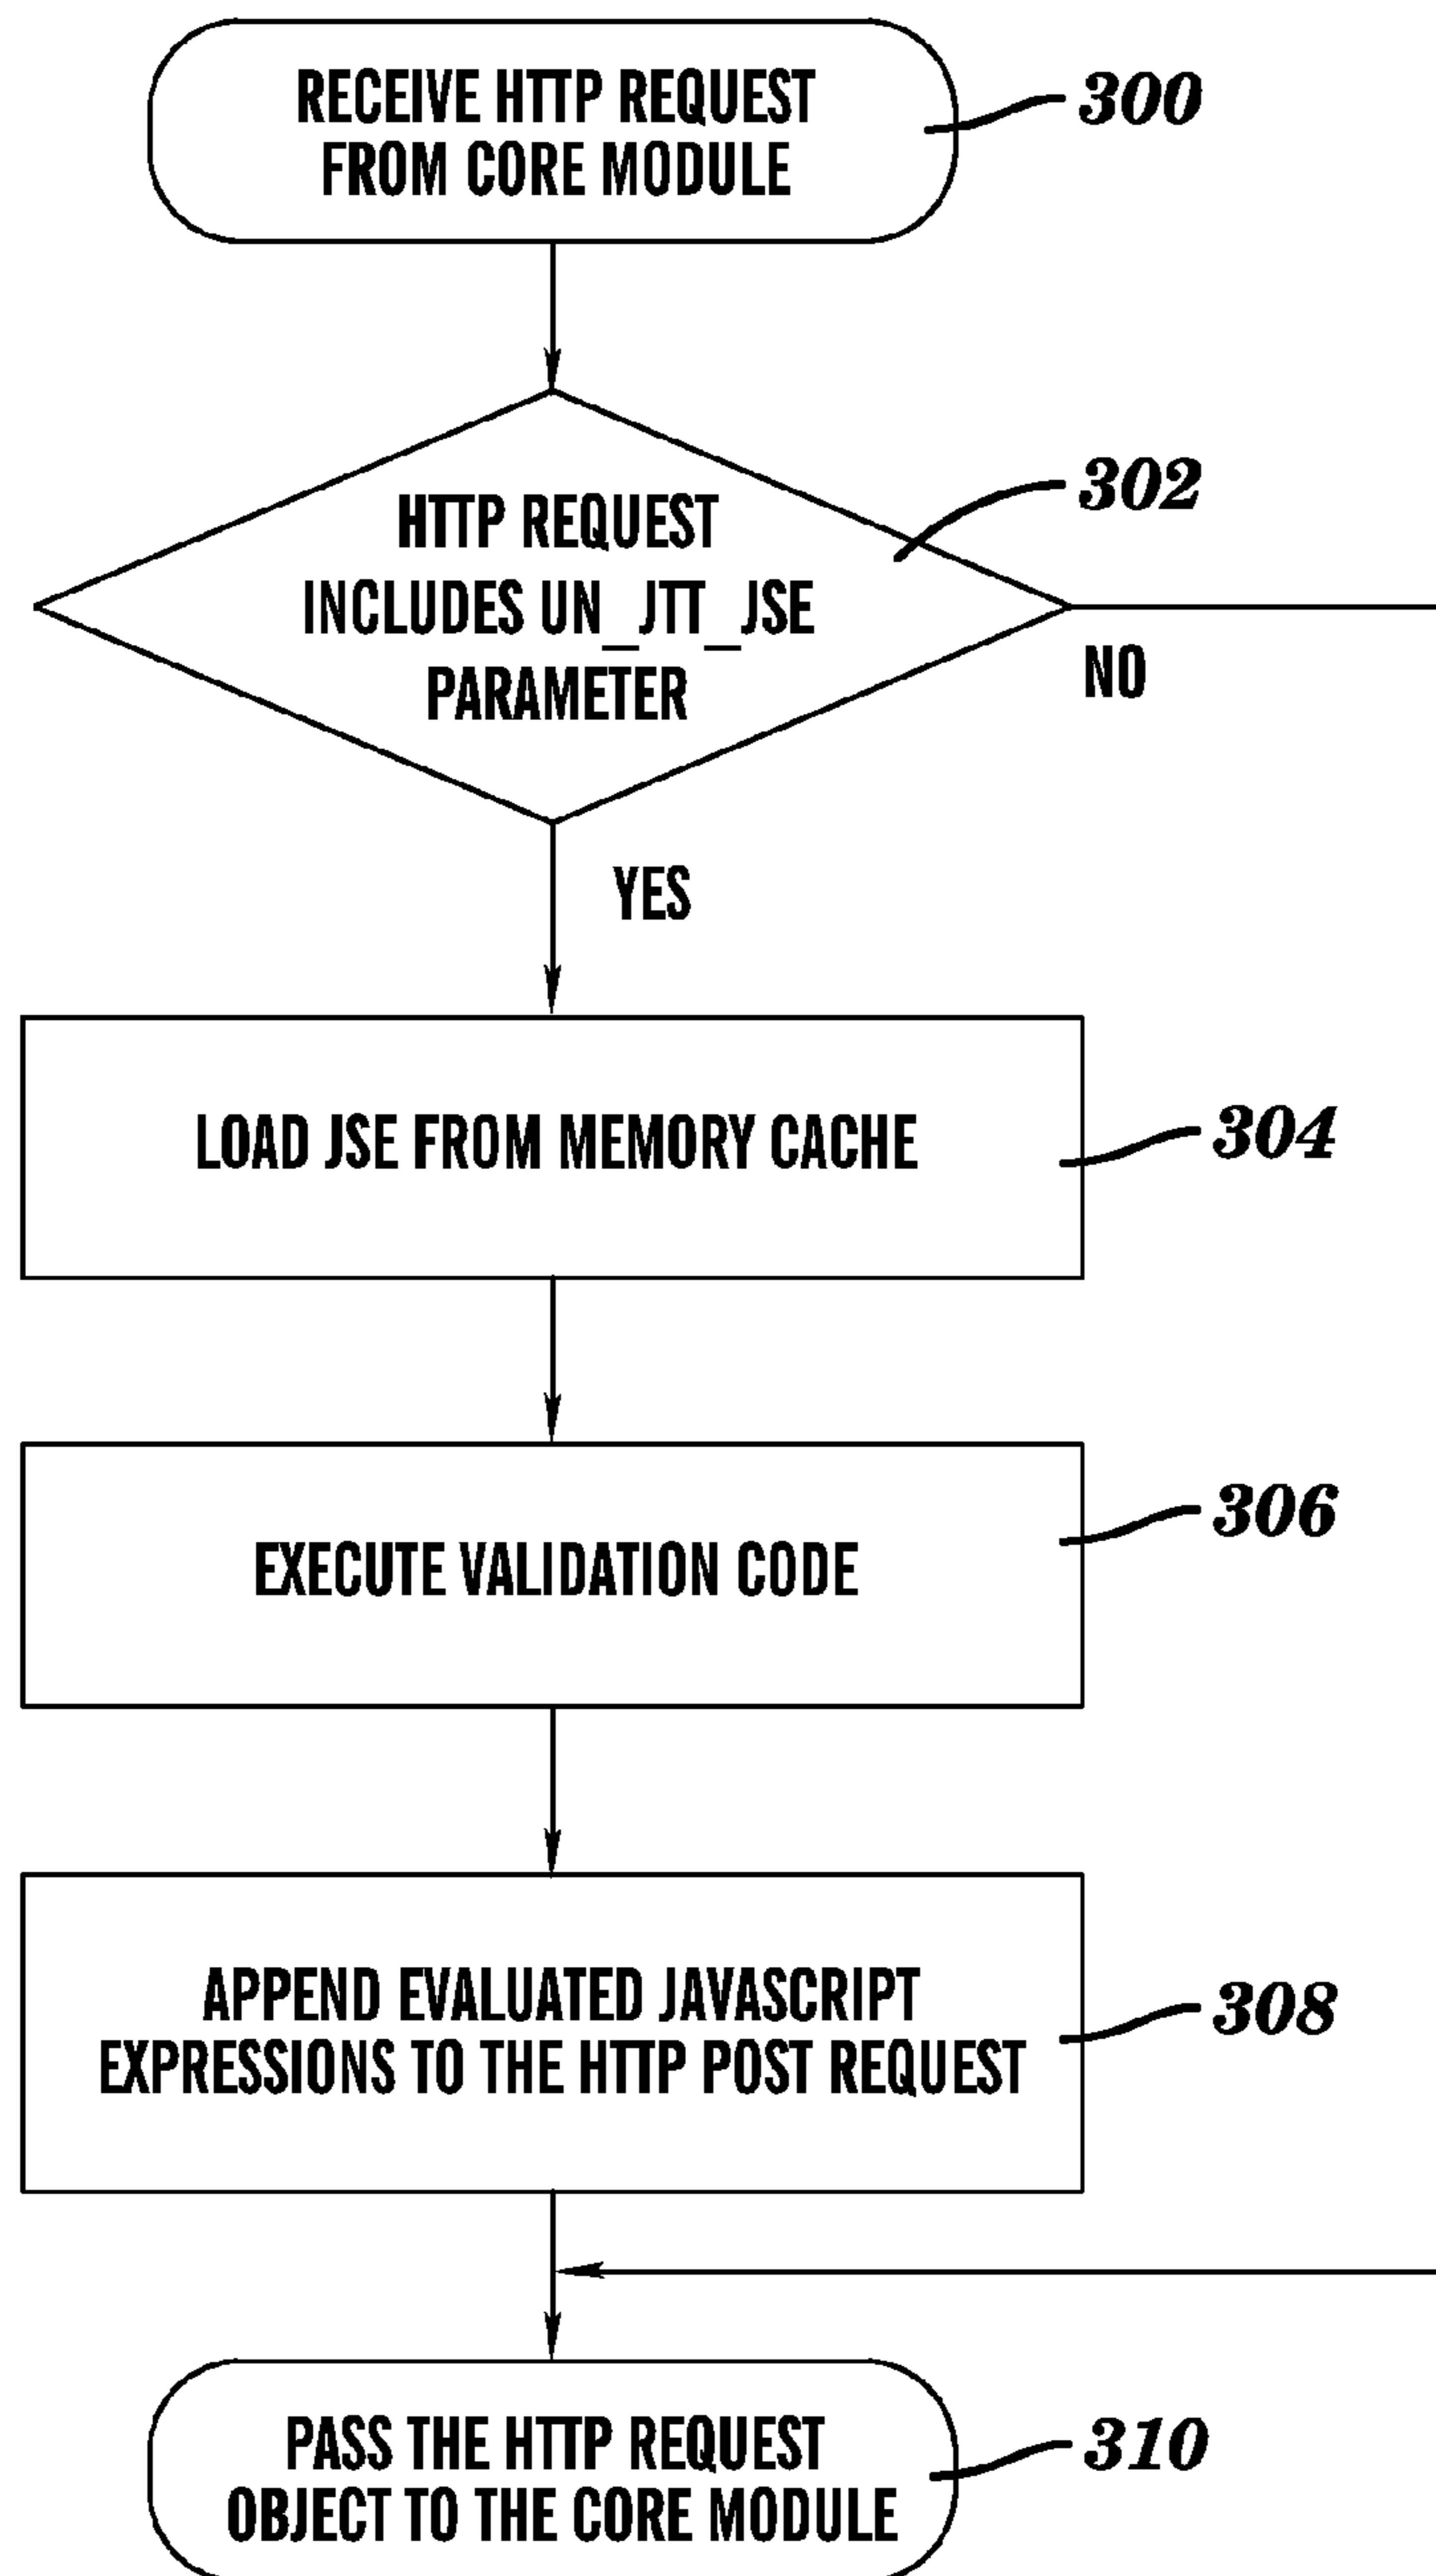 RECEIVE HTTP REQUEST
FROM CORE MODULE
300
HTTP REQUEST
INCLUDES UN_JTT_JSE
PARAMETER
302
NO
YES
LOAD JSE FROM MEMORY CACHE
304
EXECUTE VALIDATION CODE
306
APPEND EVALUATED JAVASCRIPT
EXPRESSIONS TO THE HTTP POST REQUEST
308
PASS THE HTTP REQUEST
OBJECT TO THE CORE MODULE
310